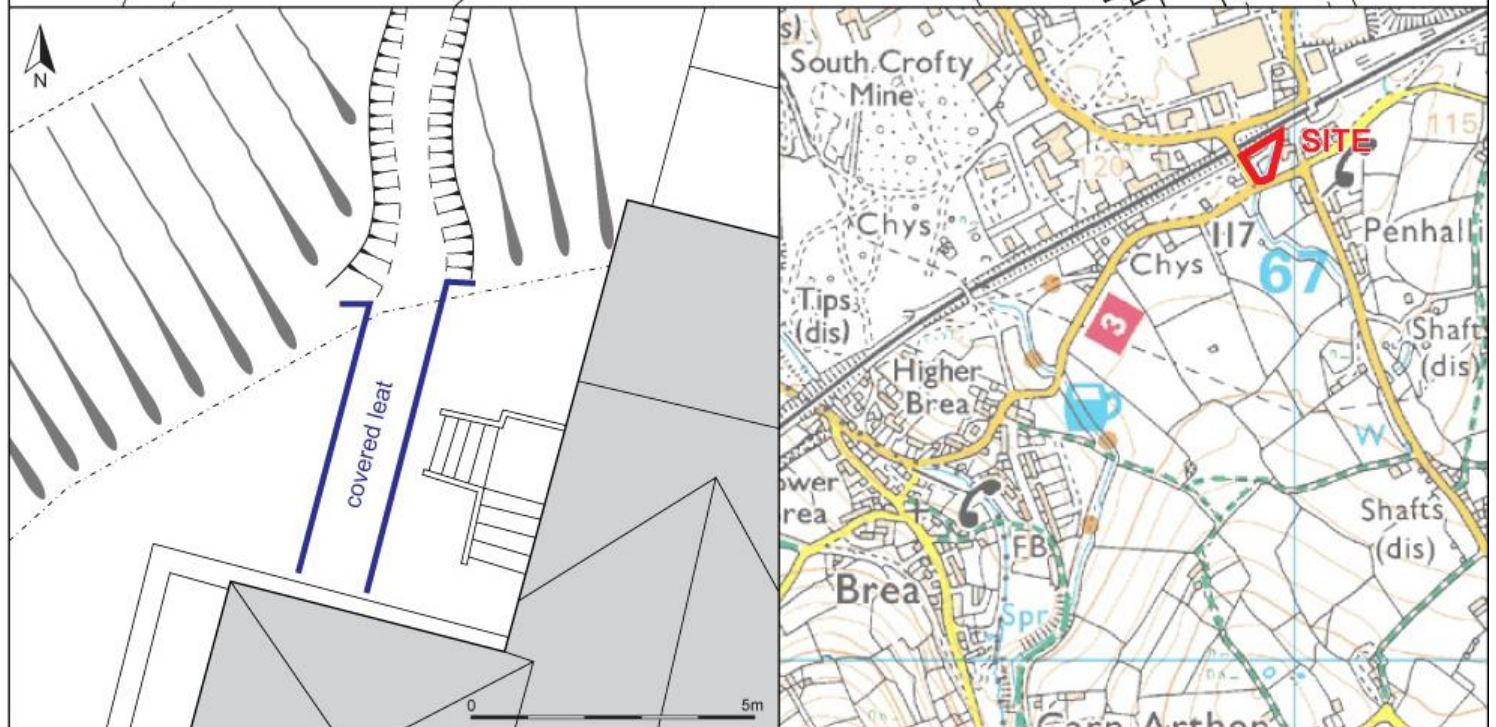 N
covered leat
0
5m
s)
South Crofty
Mine
SITE
115
120
Chys
117
Penhall
Chys
67
Tips
(dis)
3
Shaft
(dis)
Higher
Brea
W
ower
rea
Shafts
(dis)
FB
Brea
Spr
Carn Arthen